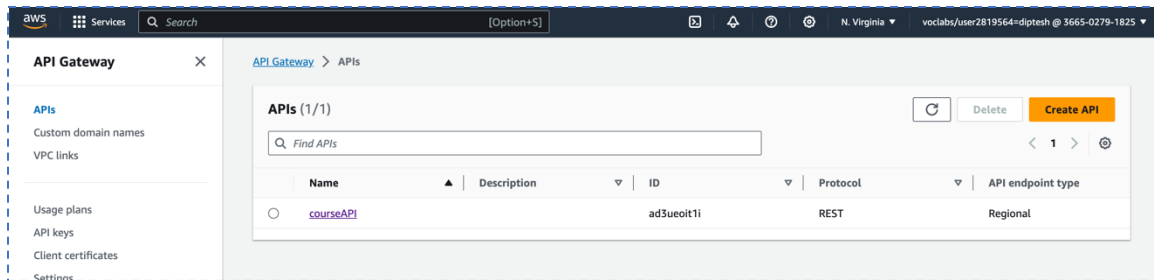 aws
Services
Search
[Option+S]
N. Virginia
voclabs/user2819564=diptesh @ 3665-0279-1825
API Gateway
API Gateway > APIs
APIs
Custom domain names
VPC links
Usage plans
API keys
Client certificates
Settings
APIs (1/1)
Delete
Create API
Find APIs
1
Name
Description
ID
Protocol
API endpoint type
courseAPI
ad3ueoit1i
REST
Regional